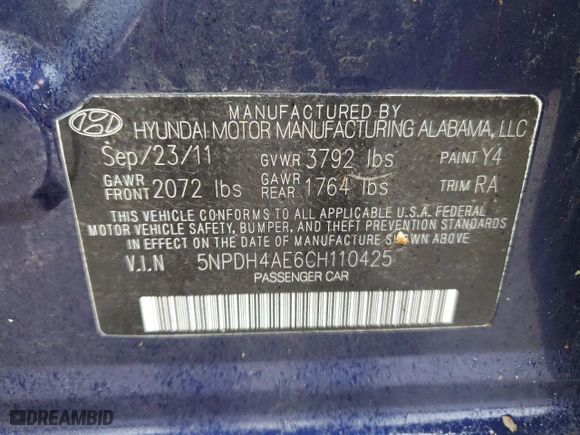 MANUFACTURED BY
HYUNDAI MOTOR MANUFACTURING ALABAMA, LLC
Sep/23/11 GVWR 3792 lbs PAINT Y4
GAWR FRONT 2072 lbs GAWR REAR 1764 lbs TRIM RA
THIS VEHICLE CONFORMS TO ALL APPLICABLE U.S.A. FEDERAL
MOTOR VEHICLE SAFETY, BUMPER, AND THEFT PREVENTION STANDARDS
IN EFFECT ON THE DATE OF MANUFACTURE SHOWN ABOVE
V.I.N 5NPDH4AE6CH110425
PASSENGER CAR
DREAMBID